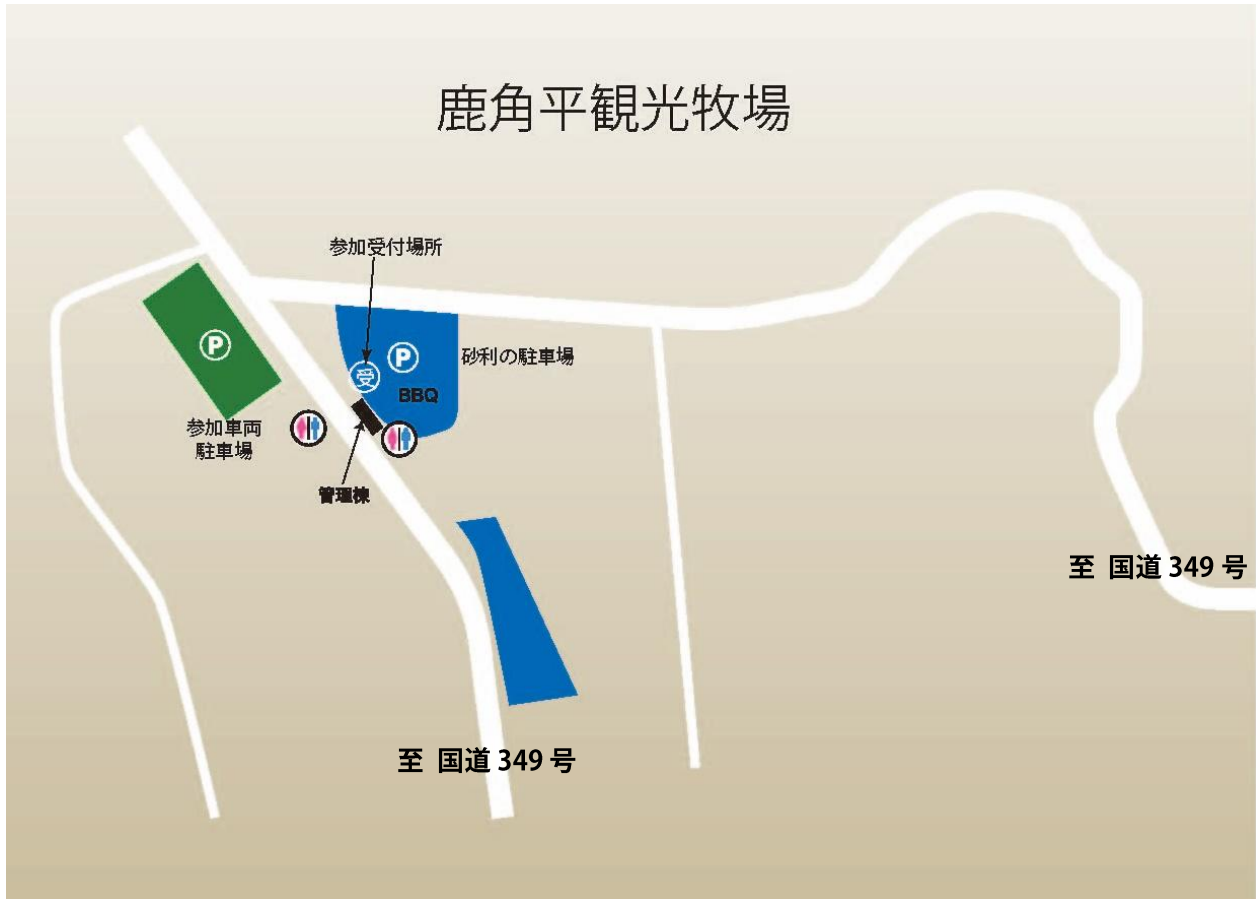 鹿角平観光牧場
参加受付場所
P
P
砂利の駐車場
受
BBQ
参加車両
駐車場
管理棟
至 国道 349 号
至 国道 349 号